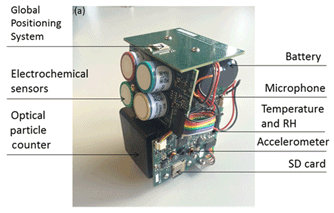 Global
Positioning
System
(a)
Electrochemical
sensors
Optical
particle
counter
Battery
Microphone
Temperature
and RH
Accelerometer
SD card